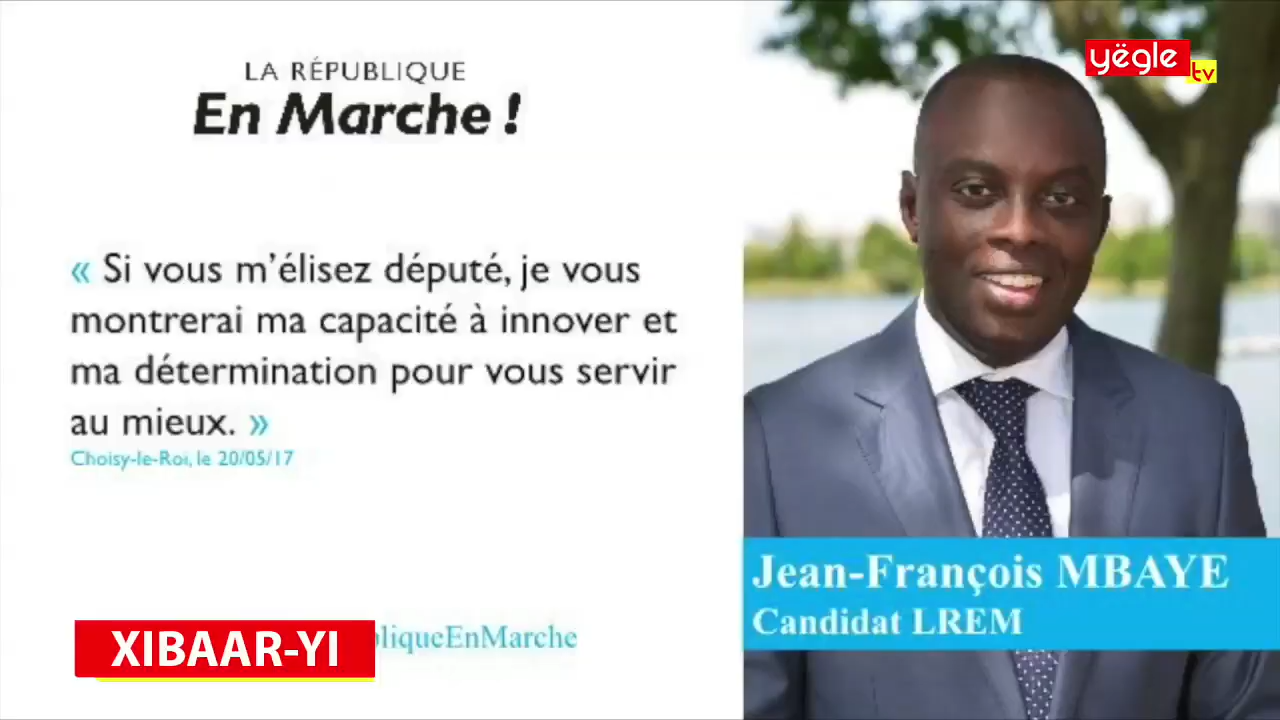 LA RÉPUBLIQUE
En Marche !
« Si vous m'élisez député, je vous
montrerai ma capacité à innover et
ma détermination pour vous servir
au mieux. »
Choisy-le-Roi, le 20/05/17
XIBAAR-YI
bliqueEnMarche
yëgle
tv
Jean-François MBAYE
Candidat LREM